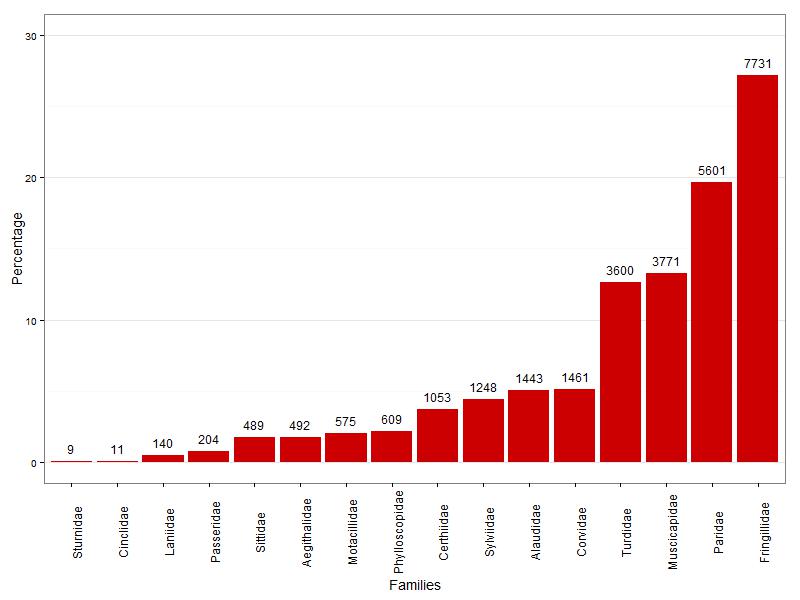 30
20
10
0
Percentage
9
11
140
204
489
492
575
609
1053
1248
1443
1461
3600
3771
5601
7731
Sturnidae
Cinclidae
Laniidae
Passeridae
Sittidae
Aegithalidae
Motacillidae
Phylloscopidae
Certhiidae
Sylviidae
Alaudidae
Corvidae
Turdidae
Muscicapidae
Paridae
Fringillidae
Families